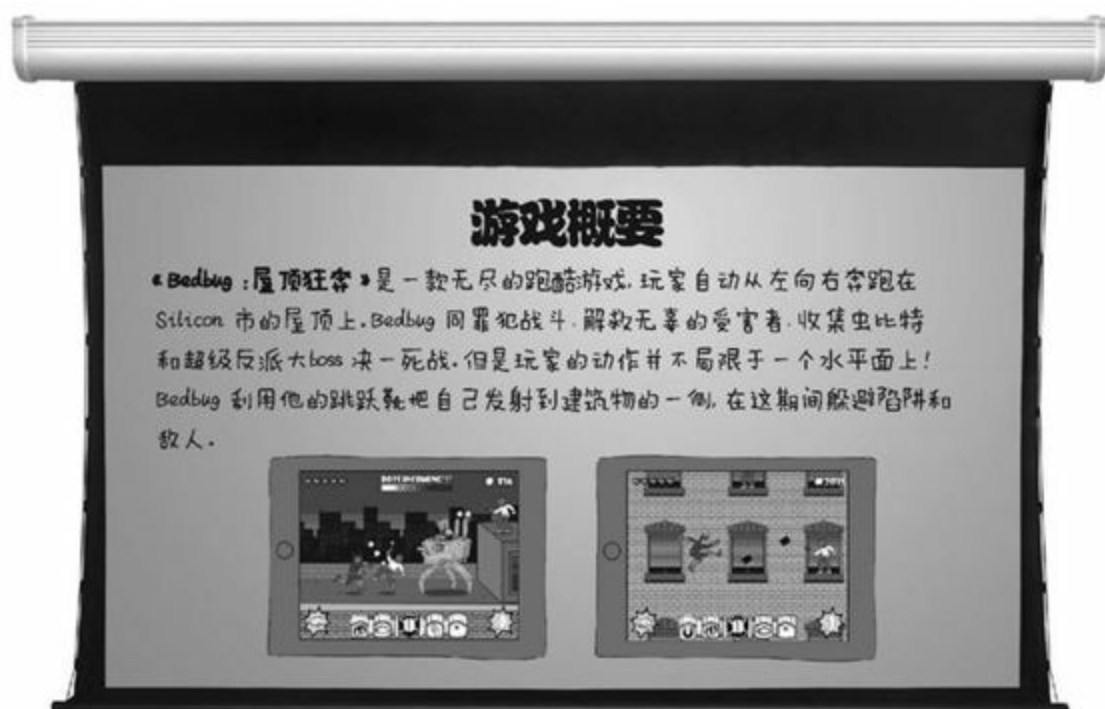 游戏概要
《Bedbug：屋顶狂奔》是一款无尽的跑酷游戏，玩家自动从左向右奔跑在
Silicon 市的屋顶上。Bedbug 同罪犯战斗，解救无辜的受害者，收集虫比特
和超级反派大boss 决一死战。但是玩家的动作并不局限于一个水平面上！
Bedbug 利用他的跳跃靴把自己发射到建筑物的一侧，在这期间躲避陷阱和
敌人。